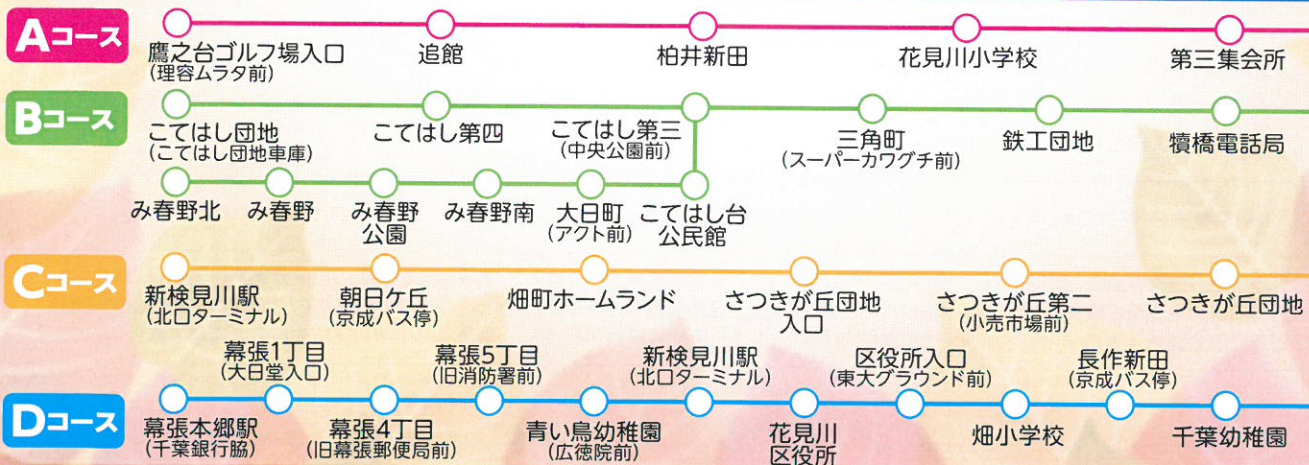 Aコース
鷹之台ゴルフ場入口
(理容ムラタ前)
追館
柏井新田
花見川小学校
第三集会所
Bコース
こてはし団地
(こてはし団地車庫)
こてはし第四
こてはし第三
(中央公園前)
三角町
(スーパーカワグチ前)
鉄工団地
犢橋電話局
み春野北
み春野
み春野
公園
み春野南
大日町
(アクト前)
こてはし台
公民館
Cコース
新検見川駅
(北口ターミナル)
朝日ケ丘
(京成バス停)
畑町ホームランド
さつきが丘団地
入口
さつきが丘第二
(小売市場前)
さつきが丘団地
Dコース
幕張本郷駅
(千葉銀行脇)
幕張1丁目
(大日堂入口)
幕張4丁目
(旧幕張郵便局前)
幕張5丁目
(旧消防署前)
青い鳥幼稚園
(広徳院前)
新検見川駅
(北口ターミナル)
花見川
区役所
区役所入口
(東大グラウンド前)
畑小学校
長作新田
(京成バス停)
千葉幼稚園